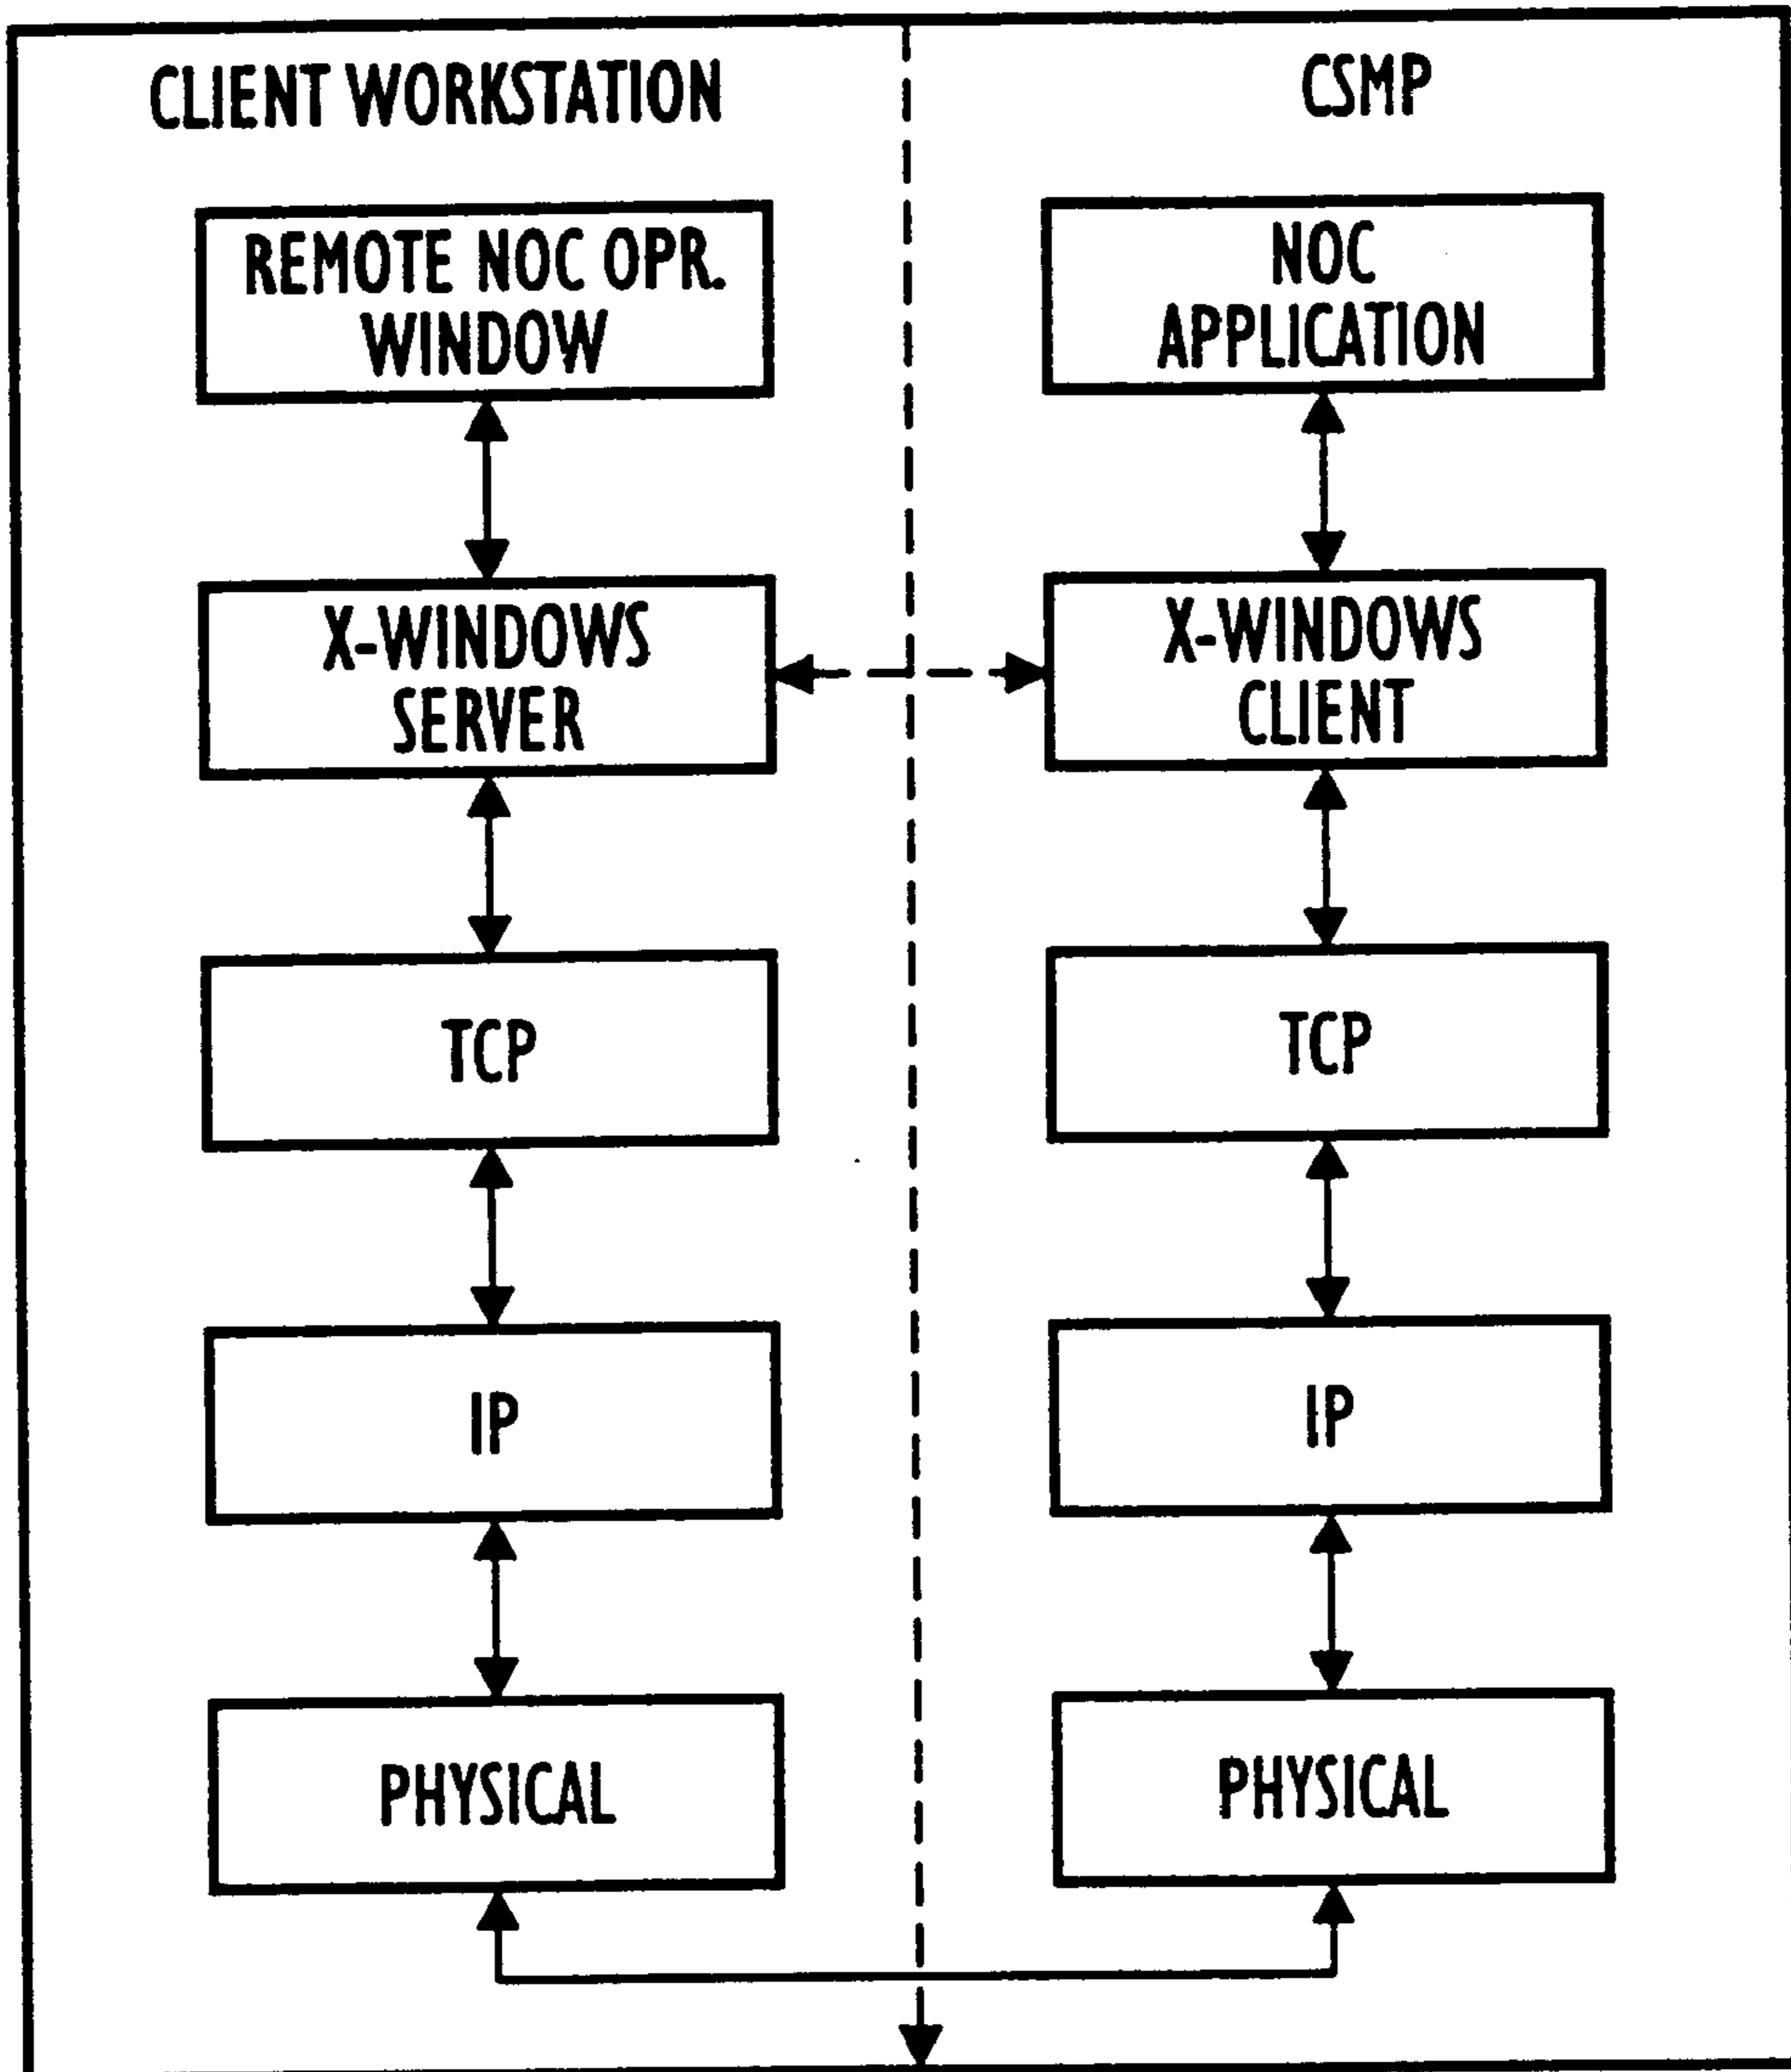 CLIENT WORKSTATION
CSMP
REMOTE NOC OPR.
WINDOW
NOC
APPLICATION
X-WINDOWS
SERVER
X-WINDOWS
CLIENT
TCP
TCP
IP
IP
PHYSICAL
PHYSICAL